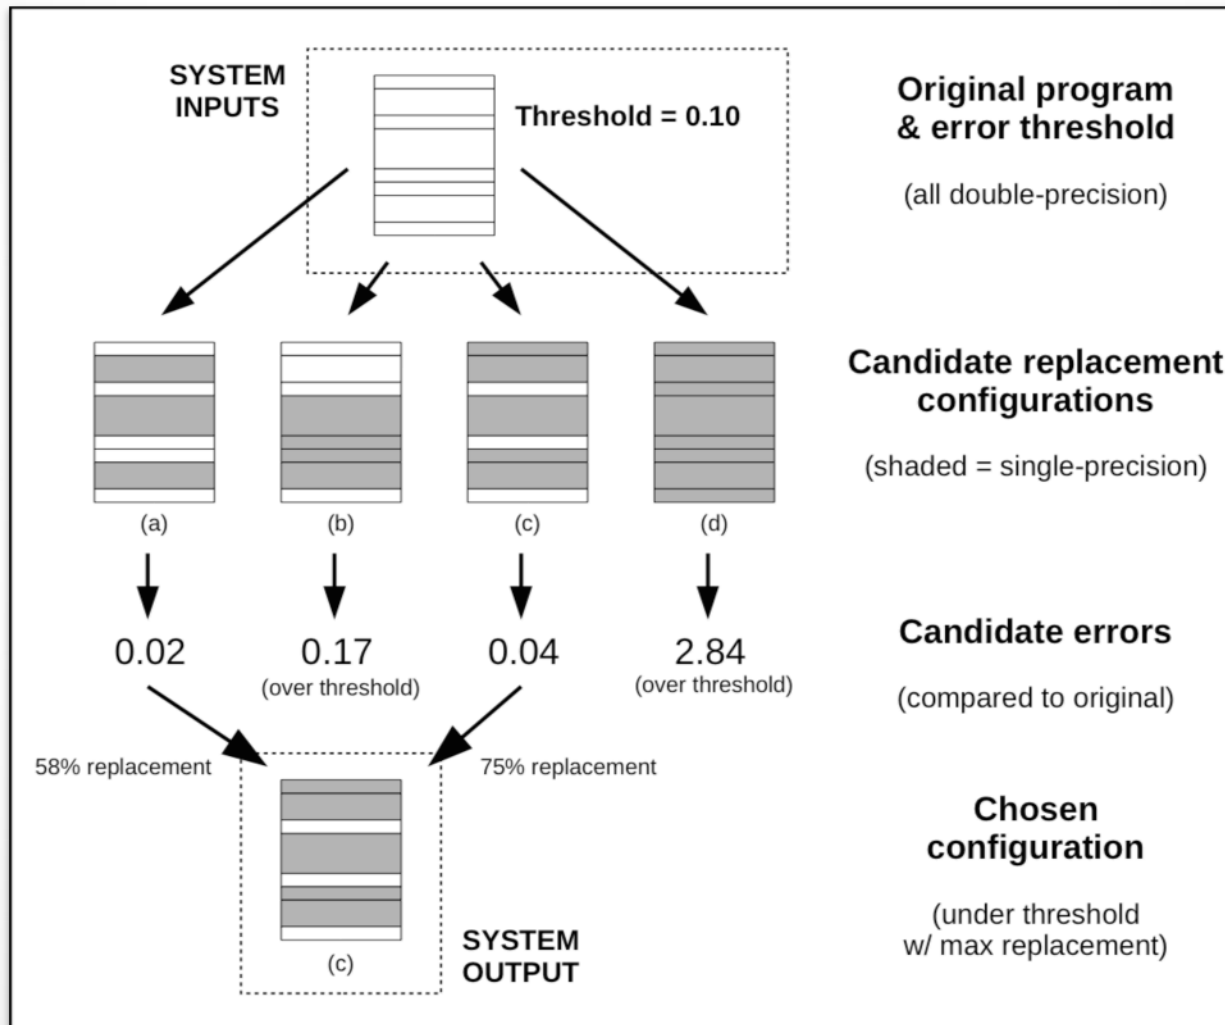 SYSTEM
INPUTS
Threshold = 0.10
Original program
& error threshold
(all double-precision)
Candidate replacement
configurations
(shaded = single-precision)
(a)
(b)
(c)
(d)
0.02
0.17
(over threshold)
0.04
2.84
(over threshold)
Candidate errors
(compared to original)
58% replacement
75% replacement
(c)
SYSTEM
OUTPUT
Chosen
configuration
(under threshold
w/ max replacement)